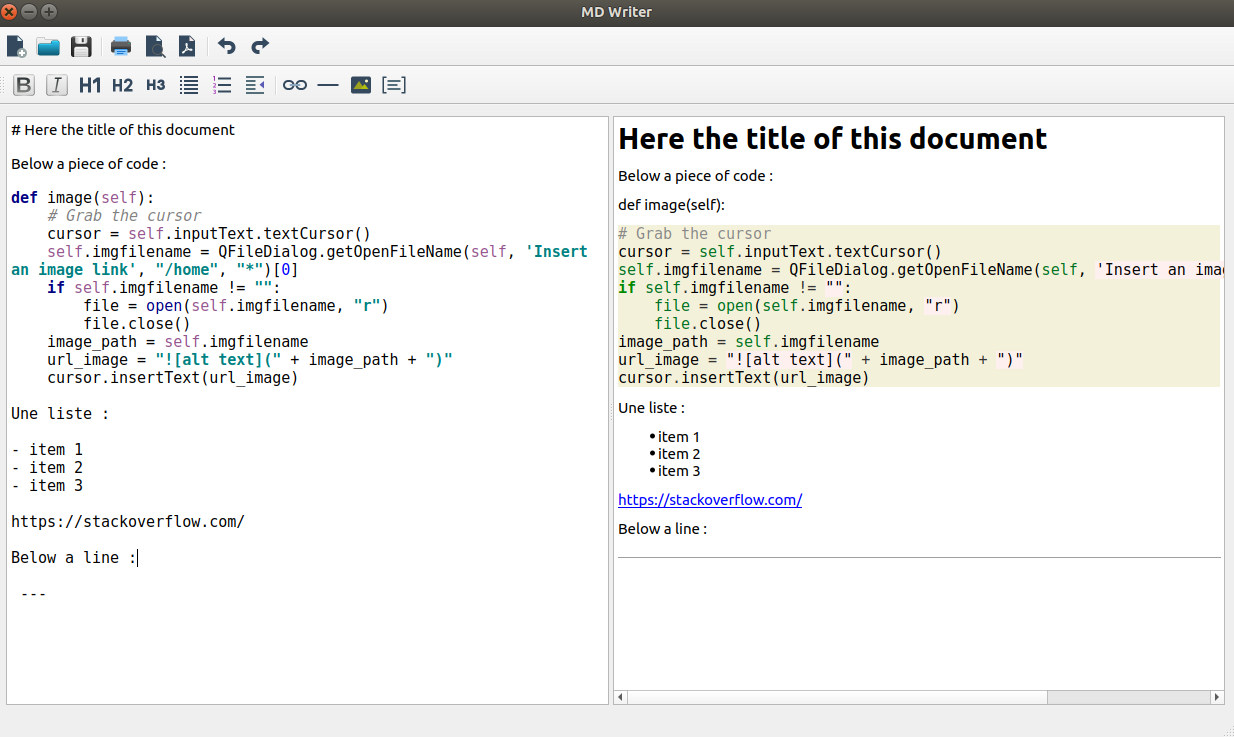 MD Writer
B I H1 H2 H3
# Here the title of this document
Below a piece of code :
def image(self):
    # Grab the cursor
    cursor = self.inputText.textCursor()
    self.imgfilename = QFileDialog.getOpenFileName(self, 'Insert
an image link', "/home", "*")[0]
    if self.imgfilename != "":
        file = open(self.imgfilename, "r")
        file.close()
    image_path = self.imgfilename
    url_image = "![alt text](" + image_path + ")"
    cursor.insertText(url_image)
Une liste :
- item 1
- item 2
- item 3
https://stackoverflow.com/
Below a line :
---
Here the title of this document
Below a piece of code :
def image(self):
# Grab the cursor
cursor = self.inputText.textCursor()
self.imgfilename = QFileDialog.getOpenFileName(self, 'Insert an
if self.imgfilename != "":
    file = open(self.imgfilename, "r")
    file.close()
image_path = self.imgfilename
url_image = "![alt text](" + image_path + ")"
cursor.insertText(url_image)
Une liste :
•item 1
•item 2
•item 3
https://stackoverflow.com/
Below a line :